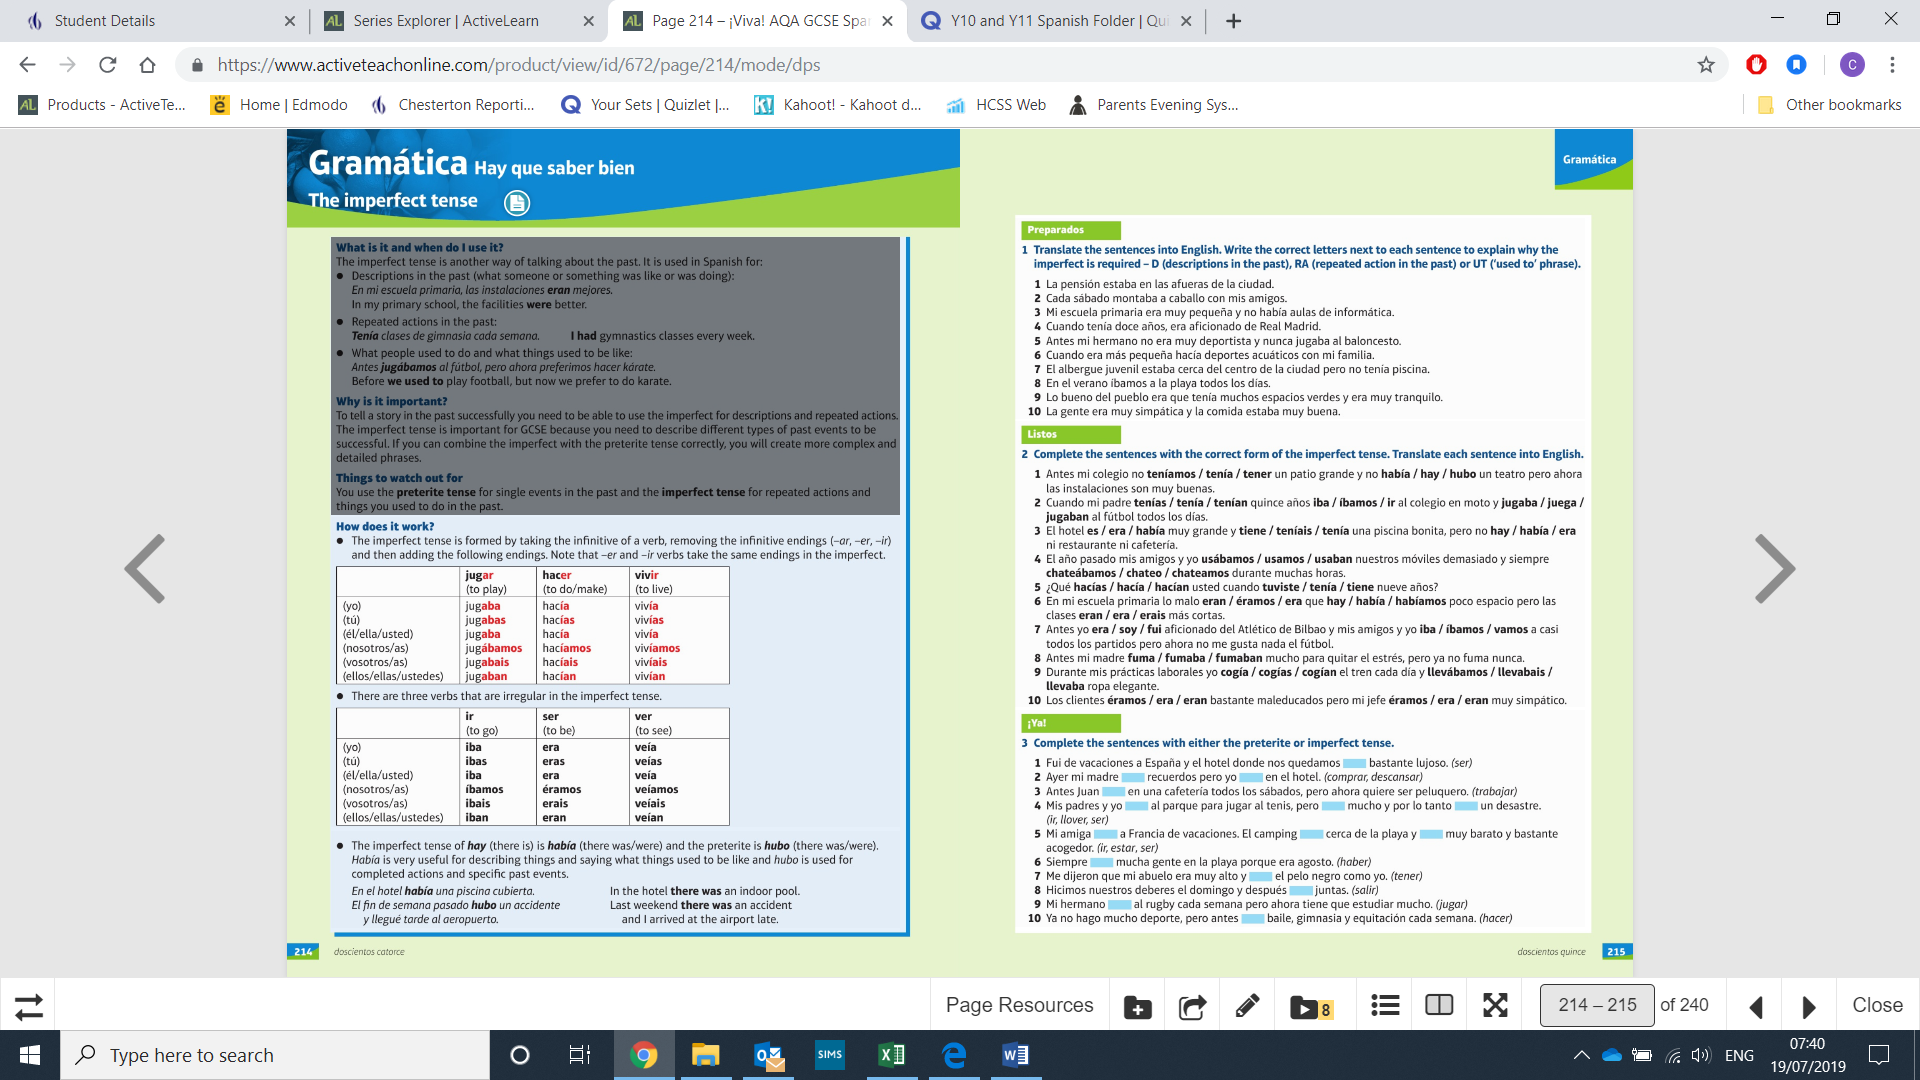 Student Details
Series Explorer | ActiveLearn
Page 214 – ¡Viva! AQA GCSE Spa
Y10 and Y11 Spanish Folder | Qui
https://www.activeteachonline.com/product/view/id/672/page/214/mode/dps
C
Products - ActiveTe...
Home | Edmodo
Chesterton Reporti...
Your Sets | Quizlet |...
Kahoot! - Kahoot d...
HCSS Web
Parents Evening Sys...
Other bookmarks
Gramática Hay que saber bien
The imperfect tense
What is it and when do I use it?
The imperfect tense is another way of talking about the past. It is used in Spanish for:
● Descriptions in the past (what someone or something was like or was doing):
En mi escuela primaria, las instalaciones eran mejores.
In my primary school, the facilities were better.
● Repeated actions in the past:
Tenía clases de gimnasia cada semana. I had gymnastics classes every week.
● What people used to do and what things used to be like:
Antes jugábamos al fútbol, pero ahora preferimos hacer kárate.
Before we used to play football, but now we prefer to do karate.
Why is it important?
To tell a story in the past successfully you need to be able to use the imperfect for descriptions and repeated actions.
The imperfect tense is important for GCSE because you need to describe different types of past events to be
successful. If you can combine the imperfect with the preterite tense correctly, you will create more complex and
detailed phrases.
Things to watch out for
You use the preterite tense for single events in the past and the imperfect tense for repeated actions and
things you used to do in the past.
How does it work?
● The imperfect tense is formed by taking the infinitive of a verb, removing the infinitive endings (–ar, –er, –ir)
and then adding the following endings. Note that –er and –ir verbs take the same endings in the imperfect.
jugar hacer vivir
(to play) (to do/make) (to live)
(yo) jugaba hacía vivía
(tú) jugabas hacías vivías
(él/ella/usted) jugaba hacía vivía
(nosotros/as) jugábamos hacíamos vivíamos
(vosotros/as) jugabais hacíais vivíais
(ellos/ellas/ustedes) jugaban hacían vivían
● There are three verbs that are irregular in the imperfect tense.
ir ser ver
(to go) (to be) (to see)
(yo) iba era veía
(tú) ibas eras veías
(él/ella/usted) iba era veía
(nosotros/as) íbamos éramos veíamos
(vosotros/as) ibais erais veíais
(ellos/ellas/ustedes) iban eran veían
● The imperfect tense of hay (there is) is había (there was/were) and the preterite is hubo (there was/were).
Había is very useful for describing things and saying what things used to be like and hubo is used for
completed actions and specific past events.
En el hotel había una piscina cubierta. In the hotel there was an indoor pool.
El fin de semana pasado hubo un accidente Last weekend there was an accident
y llegué tarde al aeropuerto. and I arrived at the airport late.
214 doscientos catorce
Gramática
Preparados
1 Translate the sentences into English. Write the correct letters next to each sentence to explain why the
imperfect is required – D (descriptions in the past), RA (repeated action in the past) or UT (‘used to’ phrase).
1 La pensión estaba en las afueras de la ciudad.
2 Cada sábado montaba a caballo con mis amigos.
3 Mi escuela primaria era muy pequeña y no había aulas de informática.
4 Cuando tenía doce años, era aficionado de Real Madrid.
5 Antes mi hermano no era muy deportista y nunca jugaba al baloncesto.
6 Cuando era más pequeña hacía deportes acuáticos con mi familia.
7 El albergue juvenil estaba cerca del centro de la ciudad pero no tenía piscina.
8 En el verano íbamos a la playa todos los días.
9 Lo bueno del pueblo era que tenía muchos espacios verdes y era muy tranquilo.
10 La gente era muy simpática y la comida estaba muy buena.
Listos
2 Complete the sentences with the correct form of the imperfect tense. Translate each sentence into English.
1 Antes mi colegio no teníamos / tenía / tener un patio grande y no había / hay / hubo un teatro pero ahora
las instalaciones son muy buenas.
2 Cuando mi padre tenías / tenía / tenían quince años iba / íbamos / ir al colegio en moto y jugaba / juega /
jugaban al fútbol todos los días.
3 El hotel es / era / había muy grande y tiene / teníais / tenía una piscina bonita, pero no hay / había / era
ni restaurante ni cafetería.
4 El año pasado mis amigos y yo usábamos / usamos / usaban nuestros móviles demasiado y siempre
chateábamos / chateo / chateamos durante muchas horas.
5 ¿Qué hacías / hacía / hacían usted cuando tuviste / tenía / tiene nueve años?
6 En mi escuela primaria lo malo eran / éramos / era que hay / había / habíamos poco espacio pero las
clases eran / era / erais más cortas.
7 Antes yo era / soy / fui aficionado del Atlético de Bilbao y mis amigos y yo iba / íbamos / vamos a casi
todos los partidos pero ahora no me gusta nada el fútbol.
8 Antes mi madre fuma / fumaba / fumaban mucho para quitar el estrés, pero ya no fuma nunca.
9 Durante mis prácticas laborales yo cogía / cogías / cogían el tren cada día y llevábamos / llevabais /
llevaba ropa elegante.
10 Los clientes éramos / era / eran bastante maleducados pero mi jefe éramos / era / eran muy simpático.
¡Ya!
3 Complete the sentences with either the preterite or imperfect tense.
1 Fui de vacaciones a España y el hotel donde nos quedamos bastante lujoso. (ser)
2 Ayer mi madre recuerdos pero yo en el hotel. (comprar, descansar)
3 Antes Juan en una cafetería todos los sábados, pero ahora quiere ser peluquero. (trabajar)
4 Mis padres y yo al parque para jugar al tenis, pero mucho y por lo tanto un desastre.
(ir, llover, ser)
5 Mi amiga a Francia de vacaciones. El camping cerca de la playa y muy barato y bastante
acogedor. (ir, estar, ser)
6 Siempre mucha gente en la playa porque era agosto. (haber)
7 Me dijeron que mi abuelo era muy alto y el pelo negro como yo. (tener)
8 Hicimos nuestros deberes el domingo y después juntas. (salir)
9 Mi hermano al rugby cada semana pero ahora tiene que estudiar mucho. (jugar)
10 Ya no hago mucho deporte, pero antes baile, gimnasia y equitación cada semana. (hacer)
doscientos quince 215
Page Resources
8
214 – 215 of 240
Close
Type here to search
SIMS
ENG
07:40
19/07/2019